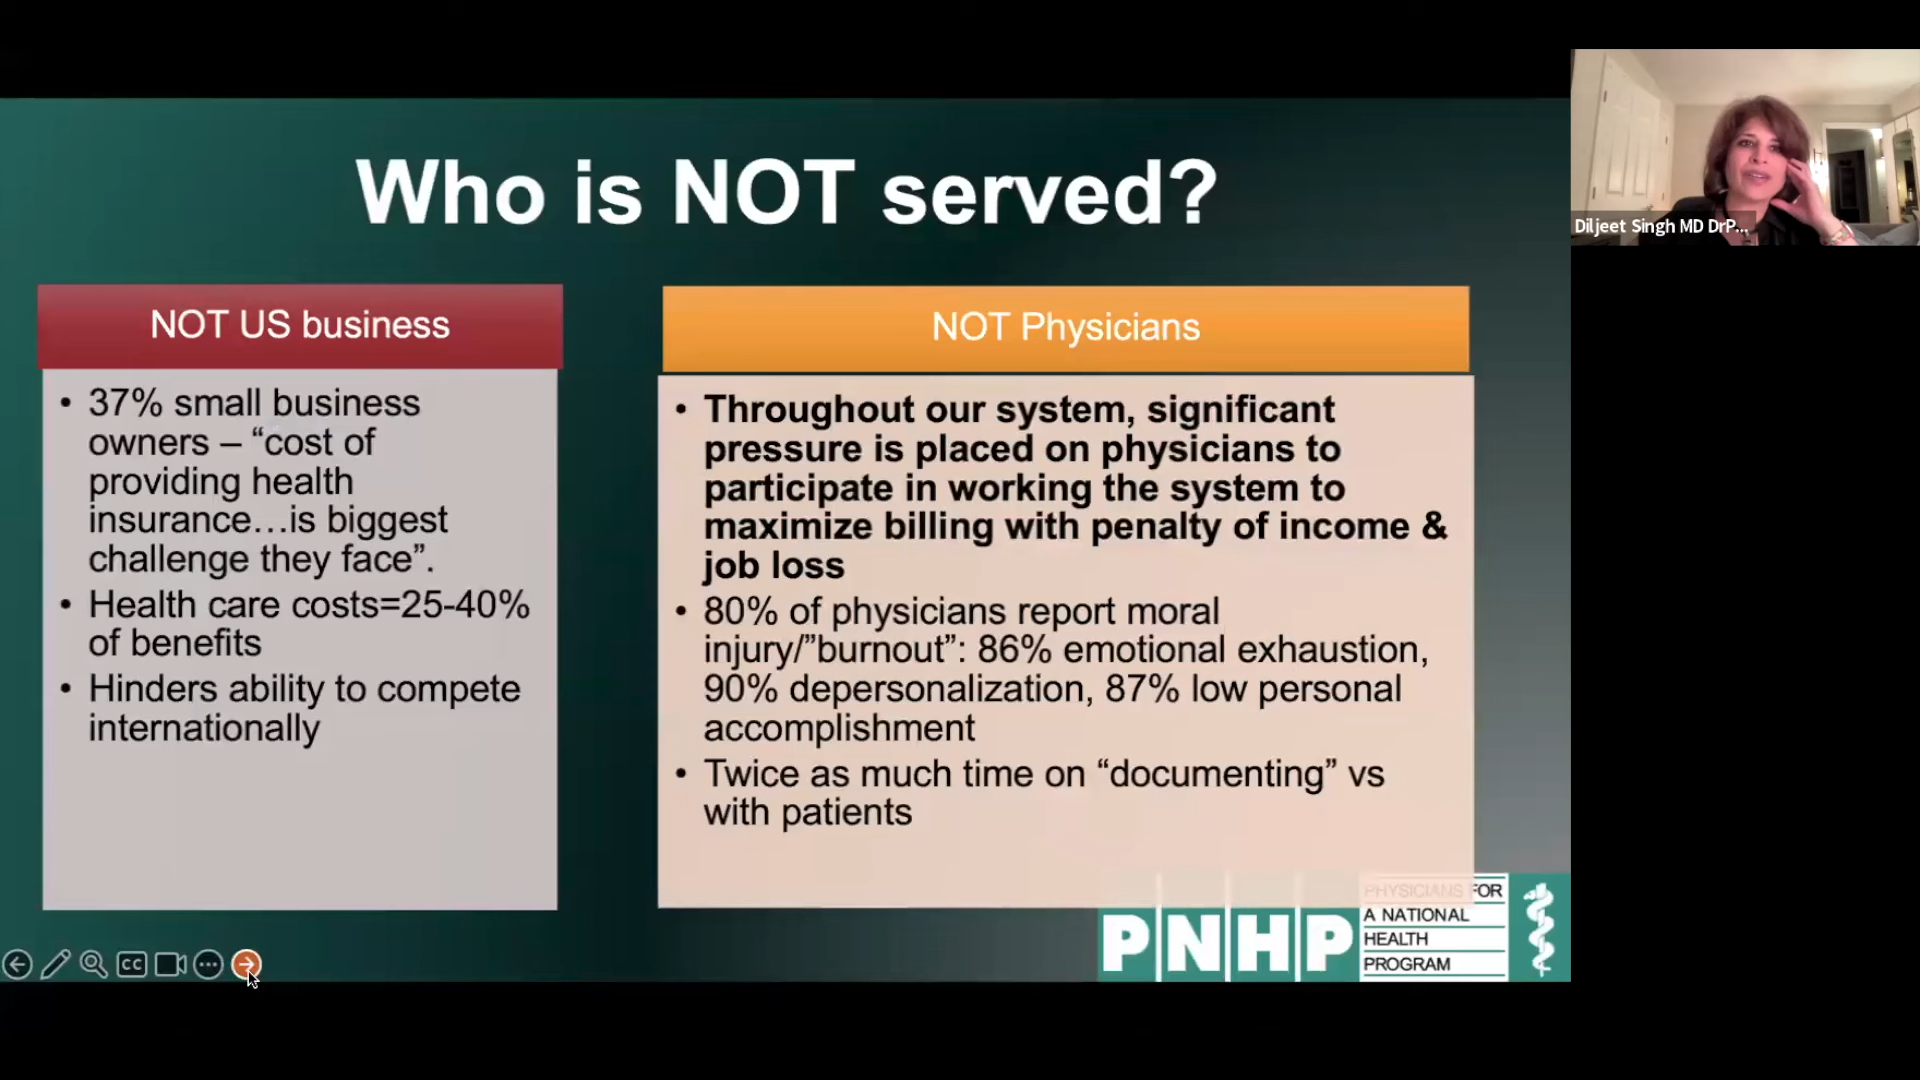 Who is NOT served?
NOT US business
• 37% small business
owners – “cost of
providing health
insurance…is biggest
challenge they face”.
• Health care costs=25-40%
of benefits
• Hinders ability to compete
internationally
NOT Physicians
• Throughout our system, significant
pressure is placed on physicians to
participate in working the system to
maximize billing with penalty of income &
job loss
• 80% of physicians report moral
injury/”burnout”: 86% emotional exhaustion,
90% depersonalization, 87% low personal
accomplishment
• Twice as much time on “documenting” vs
with patients
PNHP
PHYSICIANS FOR
A NATIONAL
HEALTH
PROGRAM
CC
Diljeet Singh MD DrP...